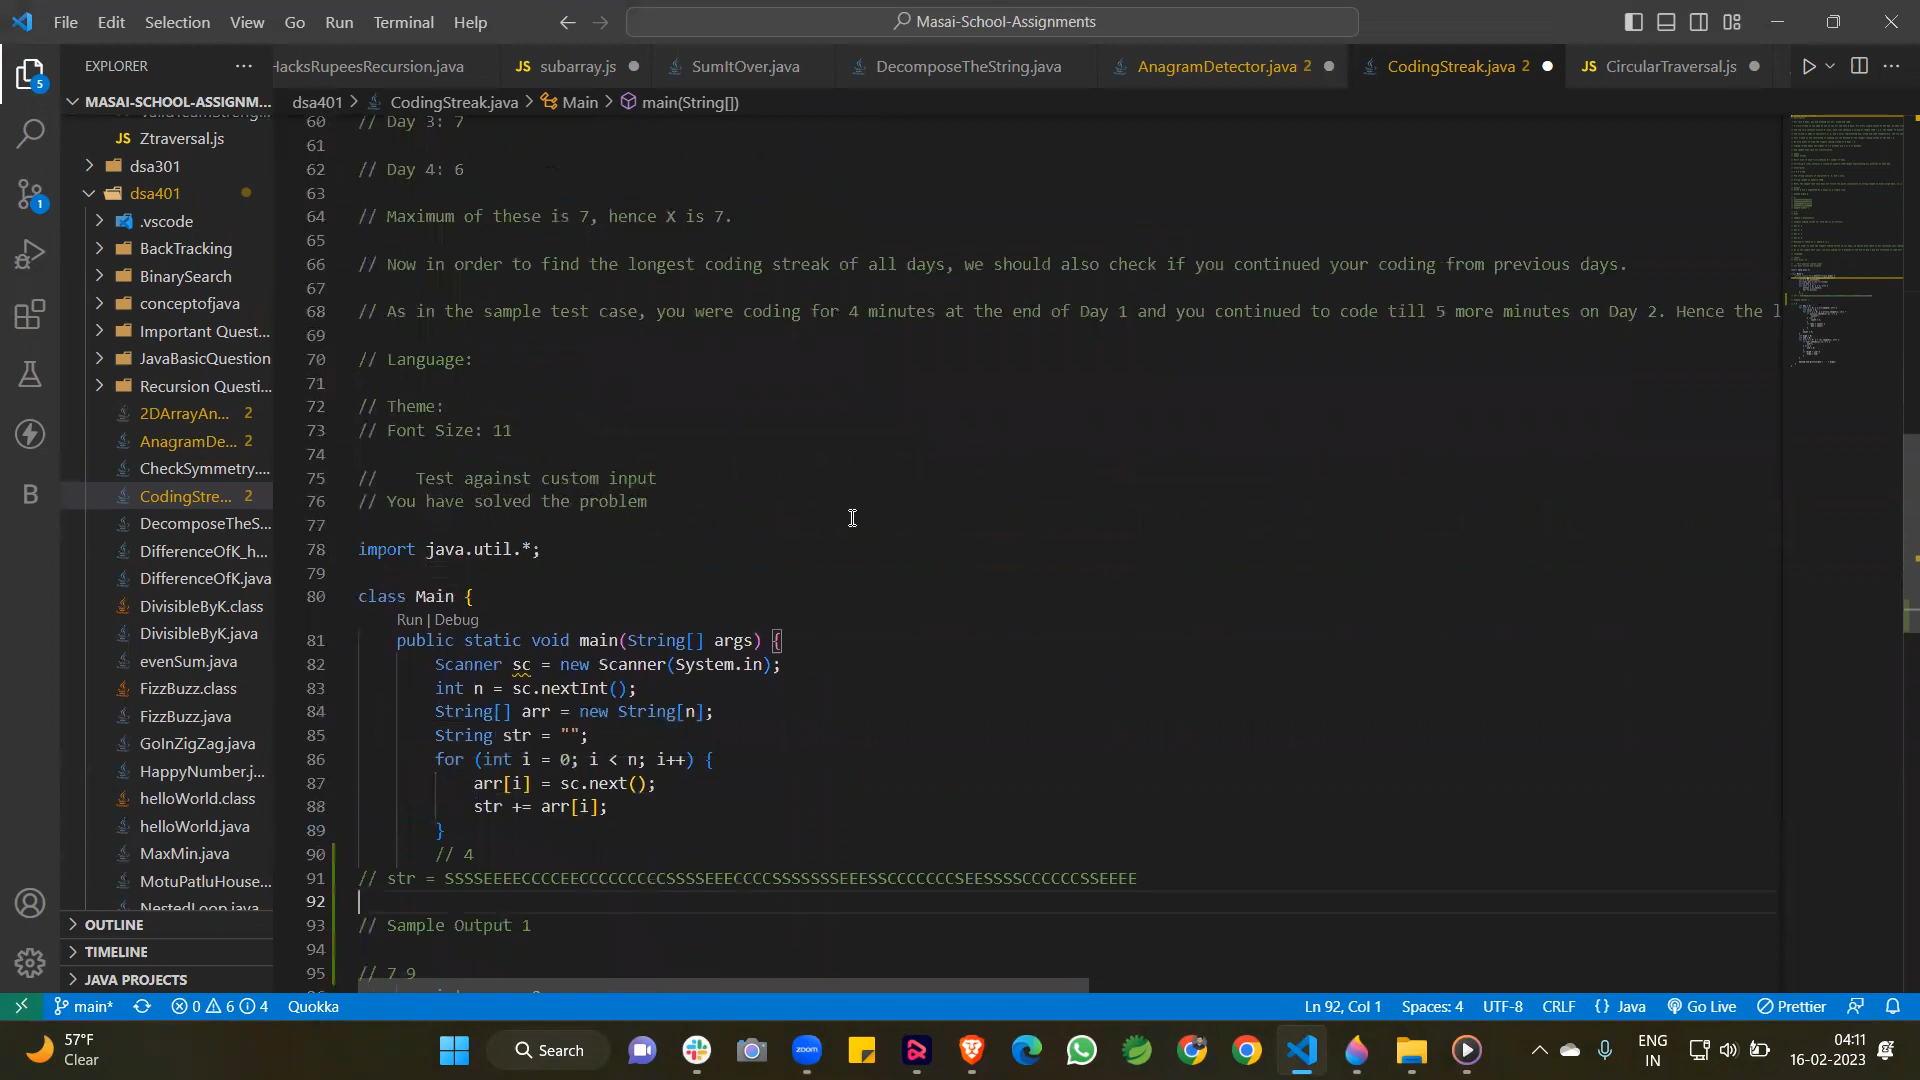 File Edit Selection View Go Run Terminal Help
Masai-School-Assignments
EXPLORER
HacksRupeesRecursion.java
JS subarray.js
SumItOver.java
DecomposeTheString.java
AnagramDetector.java 2
CodingStreak.java 2
JS CircularTraversal.js
MASAI-SCHOOL-ASSIGNM...
dsa401 > CodingStreak.java > Main > main(String[])
JS Ztraversal.js
dsa301
dsa401
.vscode
BackTracking
BinarySearch
conceptofjava
Important Quest...
JavaBasicQuestion
Recursion Questi...
2DArrayAn... 2
AnagramDe... 2
CheckSymmetry....
CodingStre... 2
DecomposeTheS...
DifferenceOfK_h...
DifferenceOfK.java
DivisibleByK.class
DivisibleByK.java
evenSum.java
FizzBuzz.class
FizzBuzz.java
GoInZigZag.java
HappyNumber.j...
helloWorld.class
helloWorld.java
MaxMin.java
MotuPatluHouse...
NestedLoop.java
OUTLINE
TIMELINE
JAVA PROJECTS
5
1
B
60 // Day 3: 7
61
62 // Day 4: 6
63
64 // Maximum of these is 7, hence X is 7.
65
66 // Now in order to find the longest coding streak of all days, we should also check if you continued your coding from previous days.
67
68 // As in the sample test case, you were coding for 4 minutes at the end of Day 1 and you continued to code till 5 more minutes on Day 2. Hence the l
69
70 // Language:
71
72 // Theme:
73 // Font Size: 11
74
75 // Test against custom input
76 // You have solved the problem
77
78 import java.util.*;
79
80 class Main {
Run | Debug
81 public static void main(String[] args) {
82 Scanner sc = new Scanner(System.in);
83 int n = sc.nextInt();
84 String[] arr = new String[n];
85 String str = "";
86 for (int i = 0; i < n; i++) {
87 arr[i] = sc.next();
88 str += arr[i];
89 }
90 // 4
91 // str = SSSSEEEECCCCEECCCCCCCCCSSSSEEECCCCSSSSSSSEEESSCCCCCCCSEESSSSCCCCCCSSEEEE
92
93 // Sample Output 1
94
95 // 7 9
main* 0 6 4 Quokka
Ln 92, Col 1 Spaces: 4 UTF-8 CRLF {} Java Go Live Prettier
57°F
Clear
Search
zoom
ENG
IN
04:11
16-02-2023